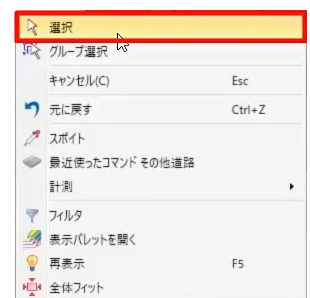 選択
グループ選択
キャンセル(C) Esc
元に戻す Ctrl+Z
スポイト
最近使ったコマンド その他道路
計測
フィルタ
表示パレットを開く
再表示 F5
全体フィット